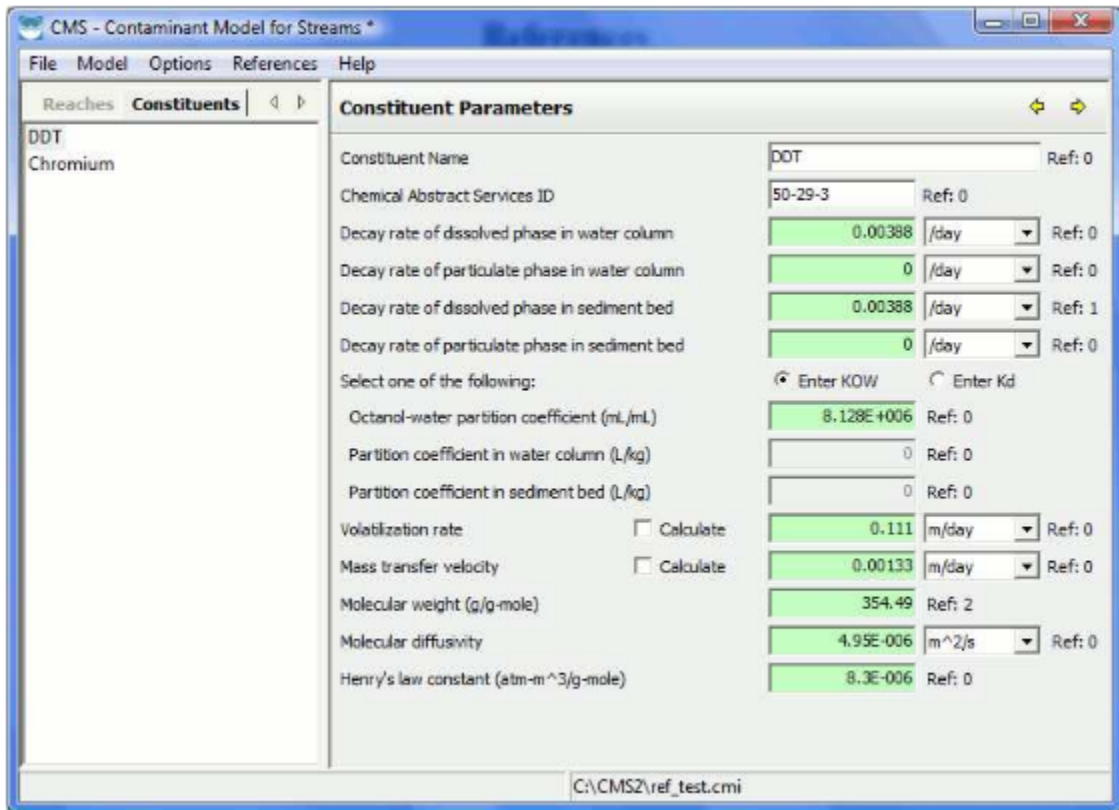 CMS - Contaminant Model for Streams *
References
File Model Options References Help
Reaches Constituents
DDT
Chromium
Constituent Parameters
Constituent Name DDT Ref: 0
Chemical Abstract Services ID 50-29-3 Ref: 0
Decay rate of dissolved phase in water column 0.00388 /day Ref: 0
Decay rate of particulate phase in water column 0 /day Ref: 0
Decay rate of dissolved phase in sediment bed 0.00388 /day Ref: 1
Decay rate of particulate phase in sediment bed 0 /day Ref: 0
Select one of the following: Enter KOW Enter Kd
Octanol-water partition coefficient (mL/mL) 8.128E+006 Ref: 0
Partition coefficient in water column (L/kg) 0 Ref: 0
Partition coefficient in sediment bed (L/kg) 0 Ref: 0
Volatilization rate Calculate 0.111 m/day Ref: 0
Mass transfer velocity Calculate 0.00133 m/day Ref: 0
Molecular weight (g/g-mole) 354.49 Ref: 2
Molecular diffusivity 4.95E-006 m^2/s Ref: 0
Henry's law constant (atm-m^3/g-mole) 8.3E-006 Ref: 0
C:\CMS2\ref_test.cmi